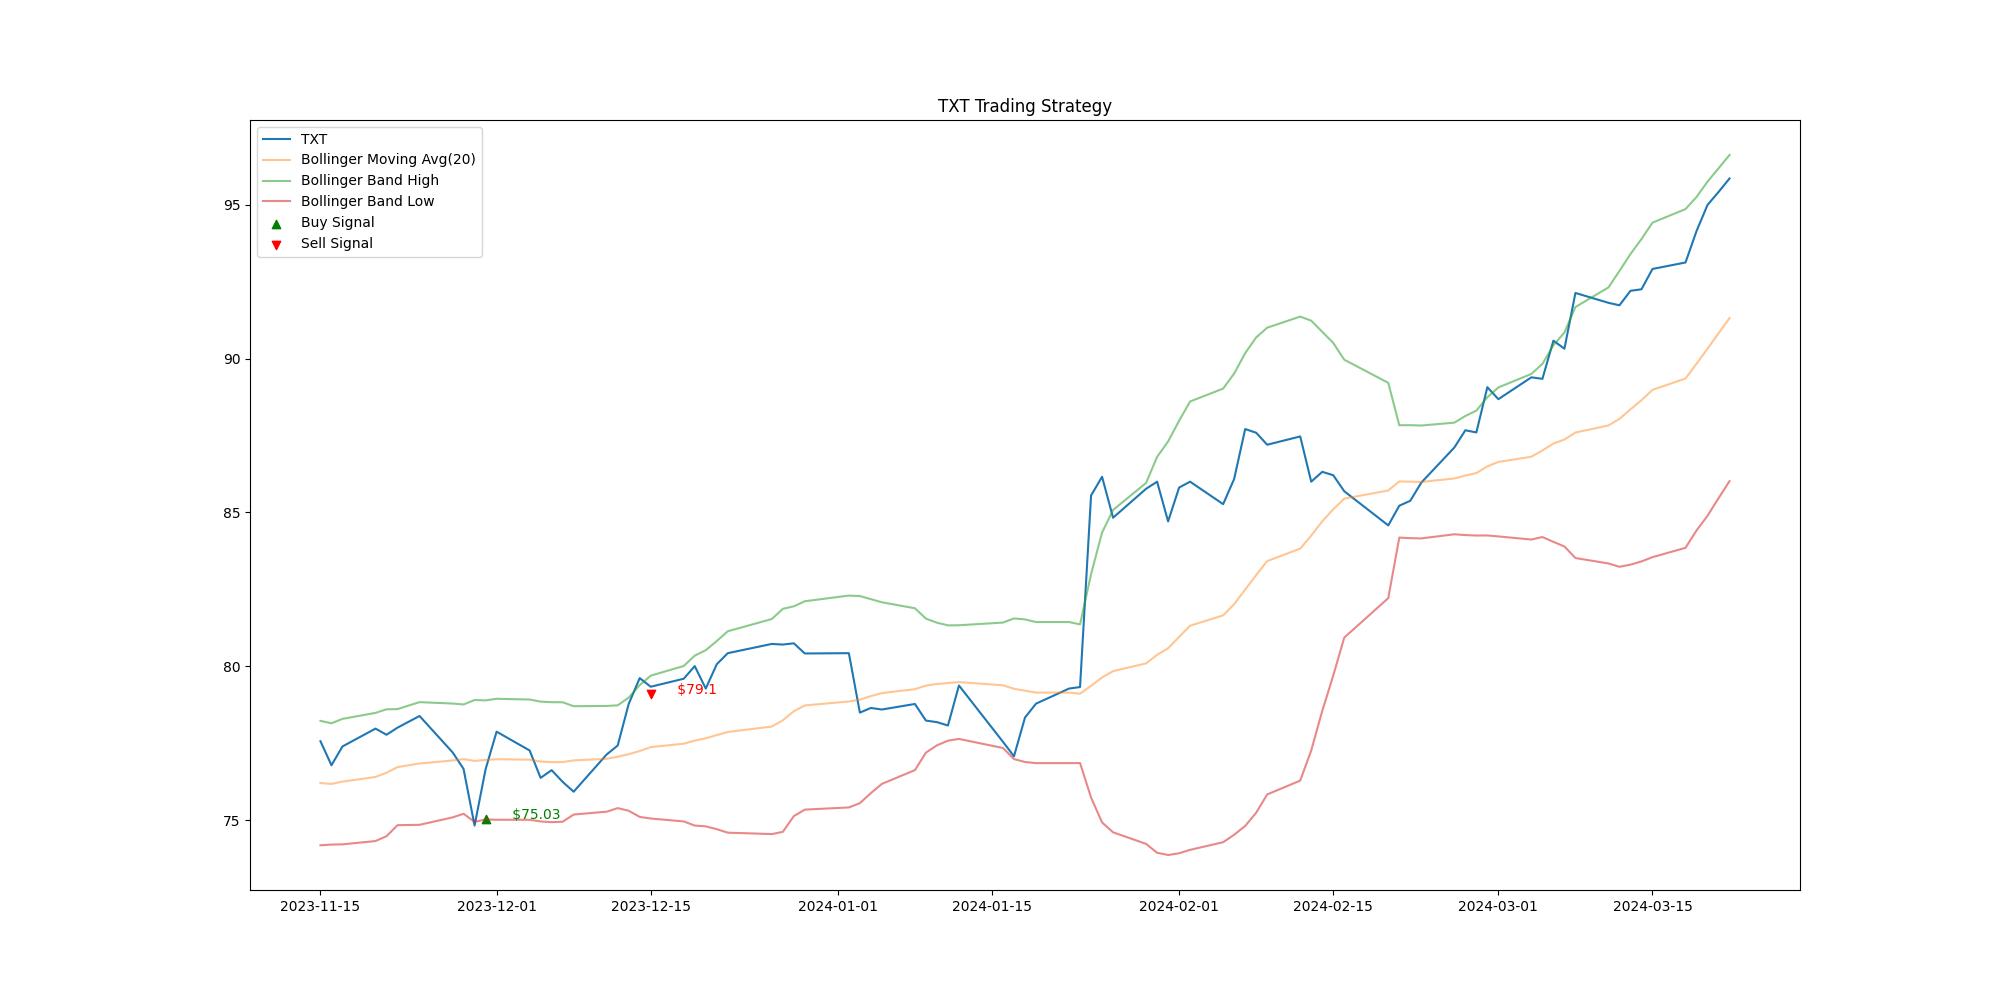 TXT Trading Strategy
TXT
Bollinger Moving Avg(20)
Bollinger Band High
Bollinger Band Low
Buy Signal
Sell Signal
95
90
85
80
75
$79.1
$75.03
2023-11-15
2023-12-01
2023-12-15
2024-01-01
2024-01-15
2024-02-01
2024-02-15
2024-03-01
2024-03-15